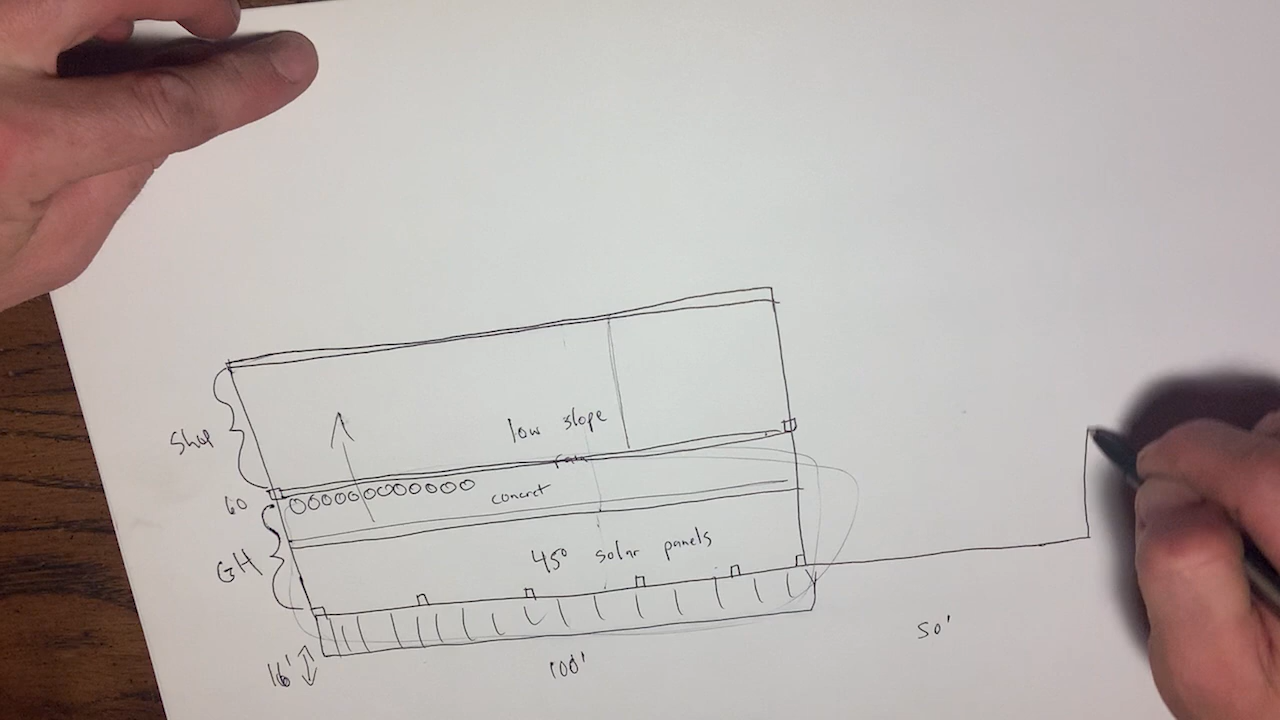 Shop
low slope
60
concret
GH
45° solar panels
16'
100'
50'